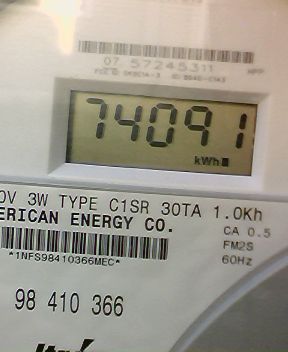 07 57245311
74091
kWh
0V 3W TYPE C1SR 30TA 1.0Kh
ERICAN ENERGY CO.
CA 0.5
FM2S
60Hz
*1NFS98410366MEC*
98 410 366